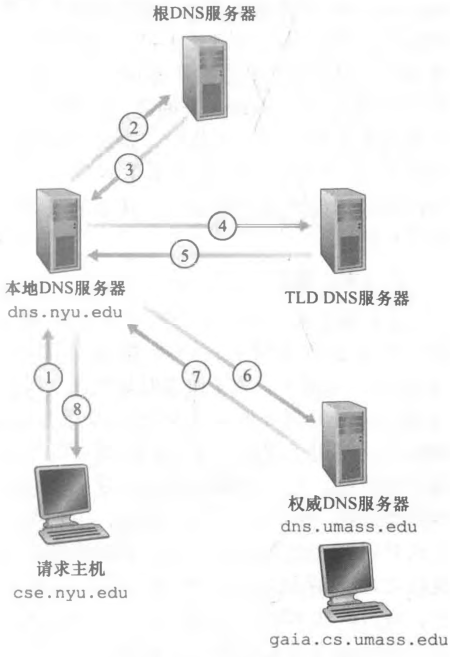 根DNS服务器
2
3
4
5
本地DNS服务器
dns.nyu.edu
TLD DNS服务器
1
8
7
6
权威DNS服务器
dns.umass.edu
请求主机
cse.nyu.edu
gaia.cs.umass.edu